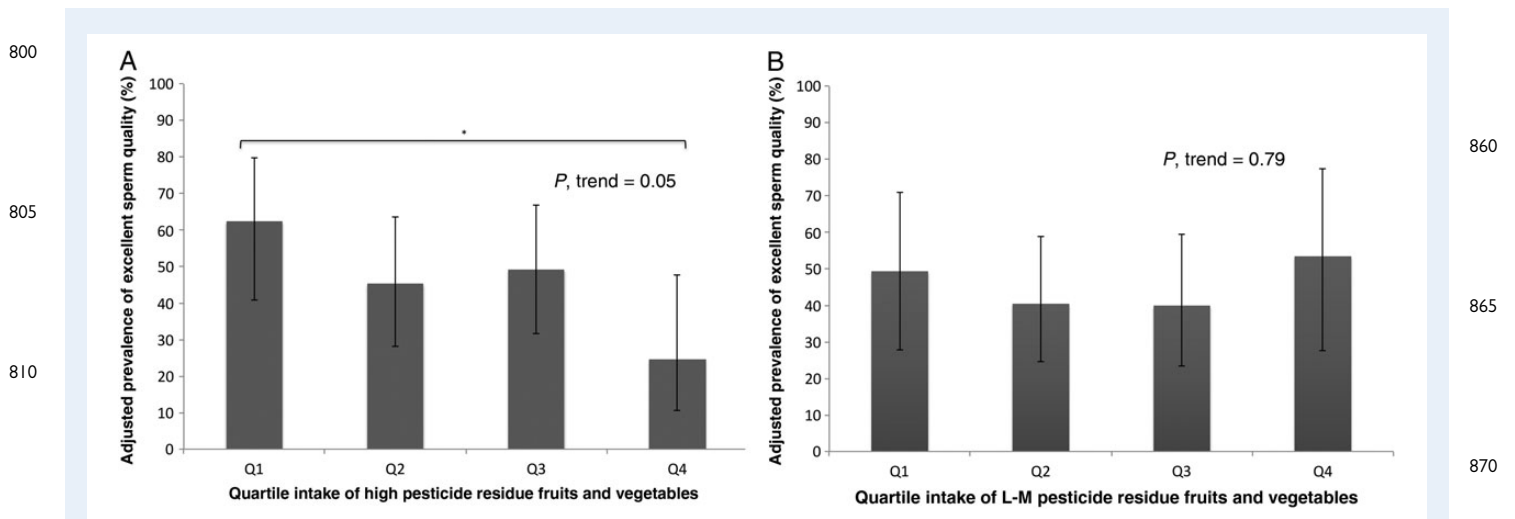 800
805
810
A
Adjusted prevalence of excellent sperm quality (%)
100
90
80
70
60
50
40
30
20
10
0
*
P, trend = 0.05
Q1 Q2 Q3 Q4
Quartile intake of high pesticide residue fruits and vegetables
B
Adjusted prevalence of excellent sperm quality (%)
100
90
80
70
60
50
40
30
20
10
0
P, trend = 0.79
Q1 Q2 Q3 Q4
Quartile intake of L-M pesticide residue fruits and vegetables
860
865
870